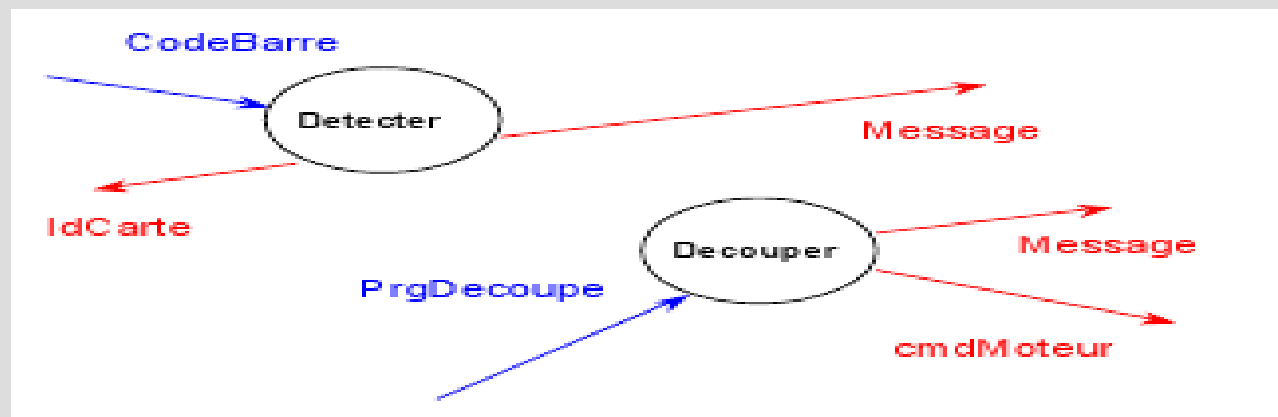 CodeBarre
Detecter
Message
IdCarte
Message
Decouper
PrgDecoupe
cmdMoteur